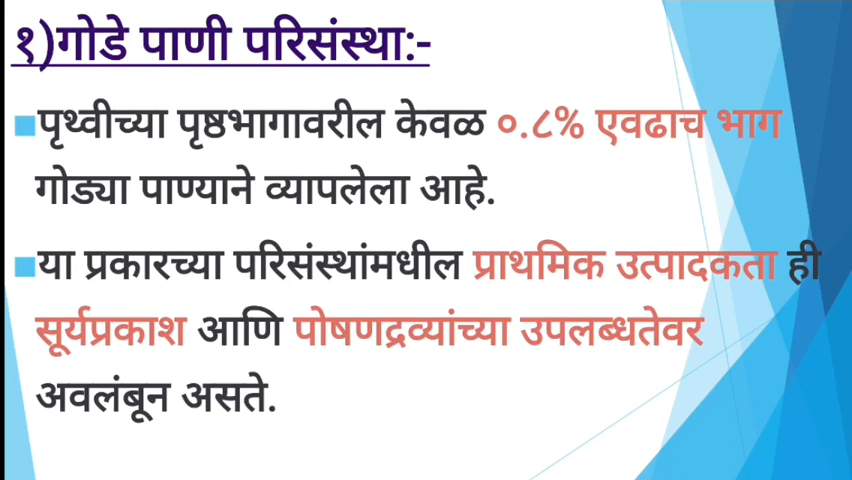 १)गोडे पाणी परिसंस्था:-
पृथ्वीच्या पृष्ठभागावरील केवळ ०.८% एवढाच भाग
गोड्या पाण्याने व्यापलेला आहे.
या प्रकारच्या परिसंस्थांमधील प्राथमिक उत्पादकता ही
सूर्यप्रकाश आणि पोषणद्रव्यांच्या उपलब्धतेवर
अवलंबून असते.